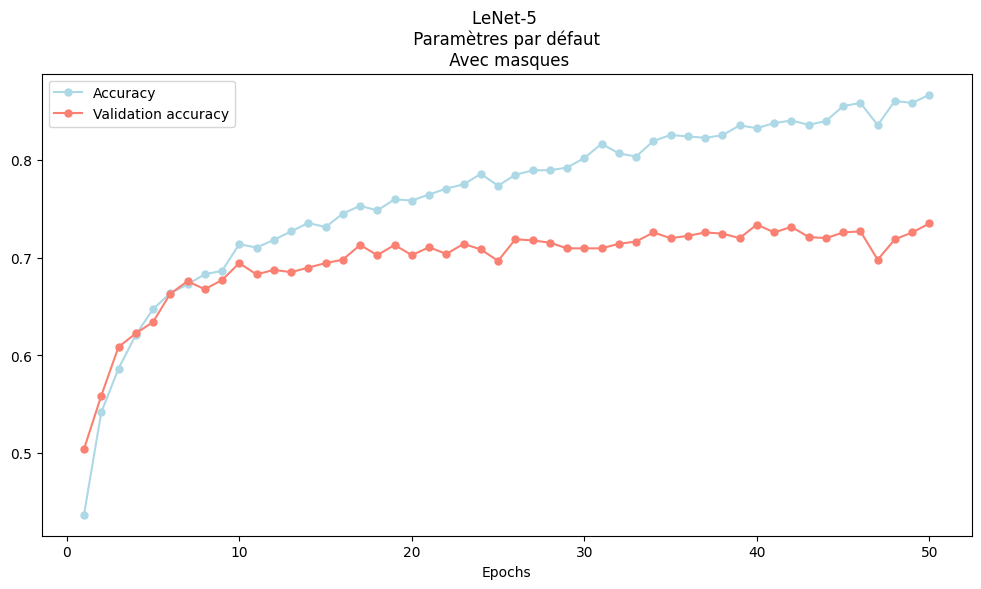 LeNet-5
Paramètres par défaut
Avec masques
Accuracy
Validation accuracy
0.8
0.7
0.6
0.5
0
10
20
30
40
50
Epochs